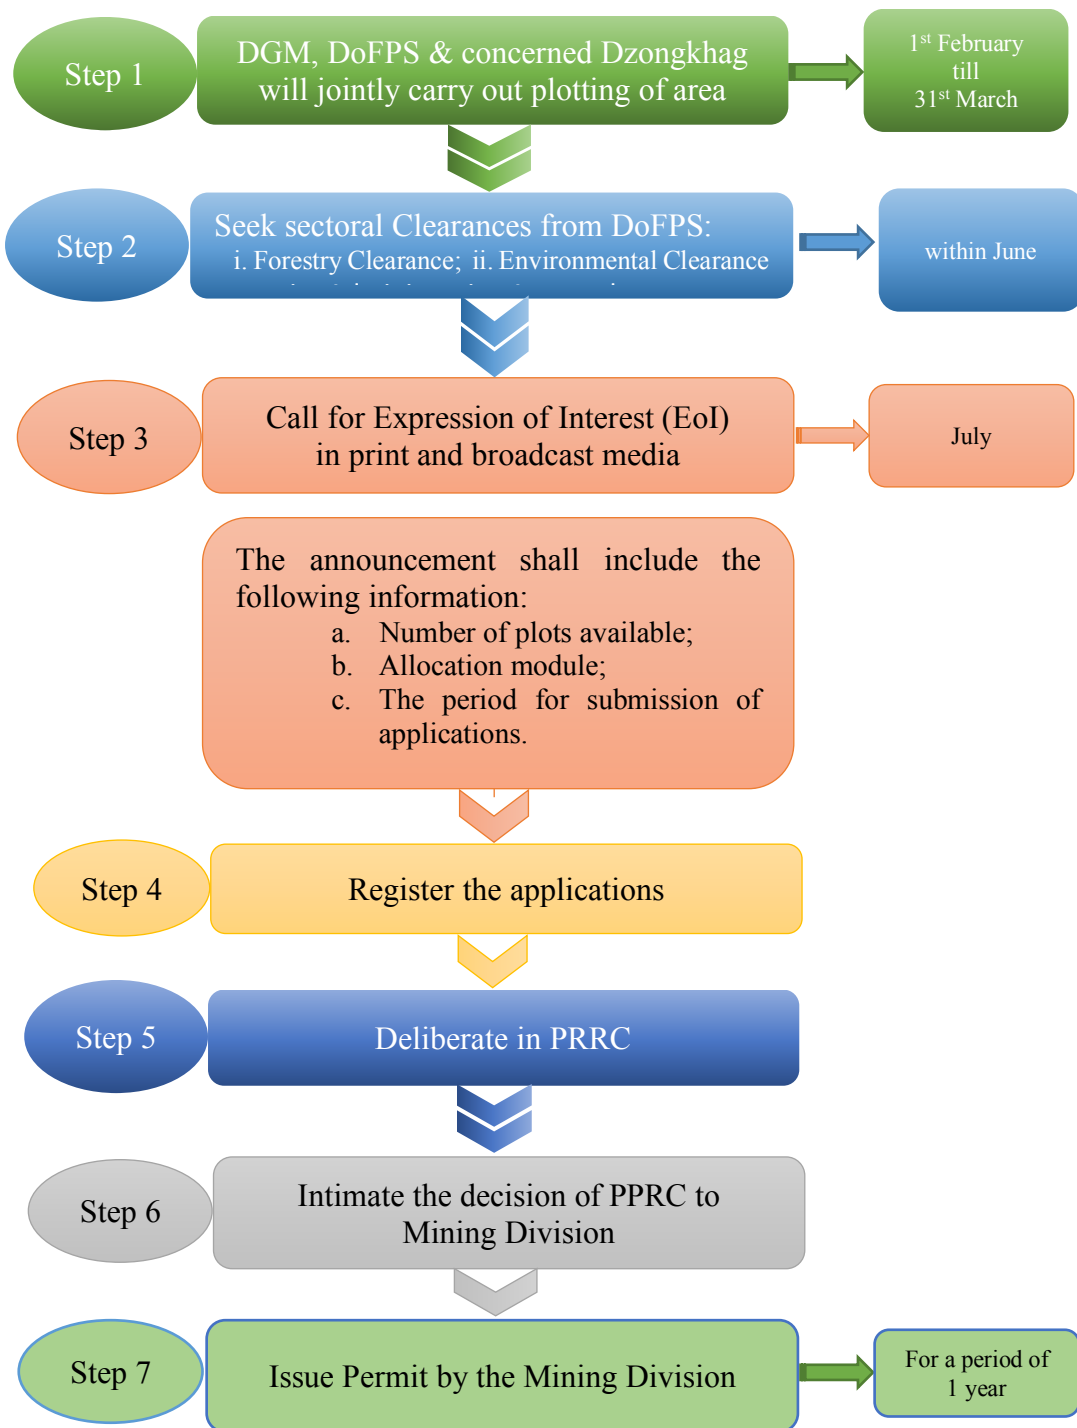 Step 1
DGM, DoFPS & concerned Dzongkhag
will jointly carry out plotting of area
1st February
till
31st March
Step 2
Seek sectoral Clearances from DoFPS:
i. Forestry Clearance; ii. Environmental Clearance
within June
Step 3
Call for Expression of Interest (EoI)
in print and broadcast media
July
The announcement shall include the
following information:
a. Number of plots available;
b. Allocation module;
c. The period for submission of
applications.
Step 4
Register the applications
Step 5
Deliberate in PRRC
Step 6
Intimate the decision of PPRC to
Mining Division
Step 7
Issue Permit by the Mining Division
For a period of
1 year